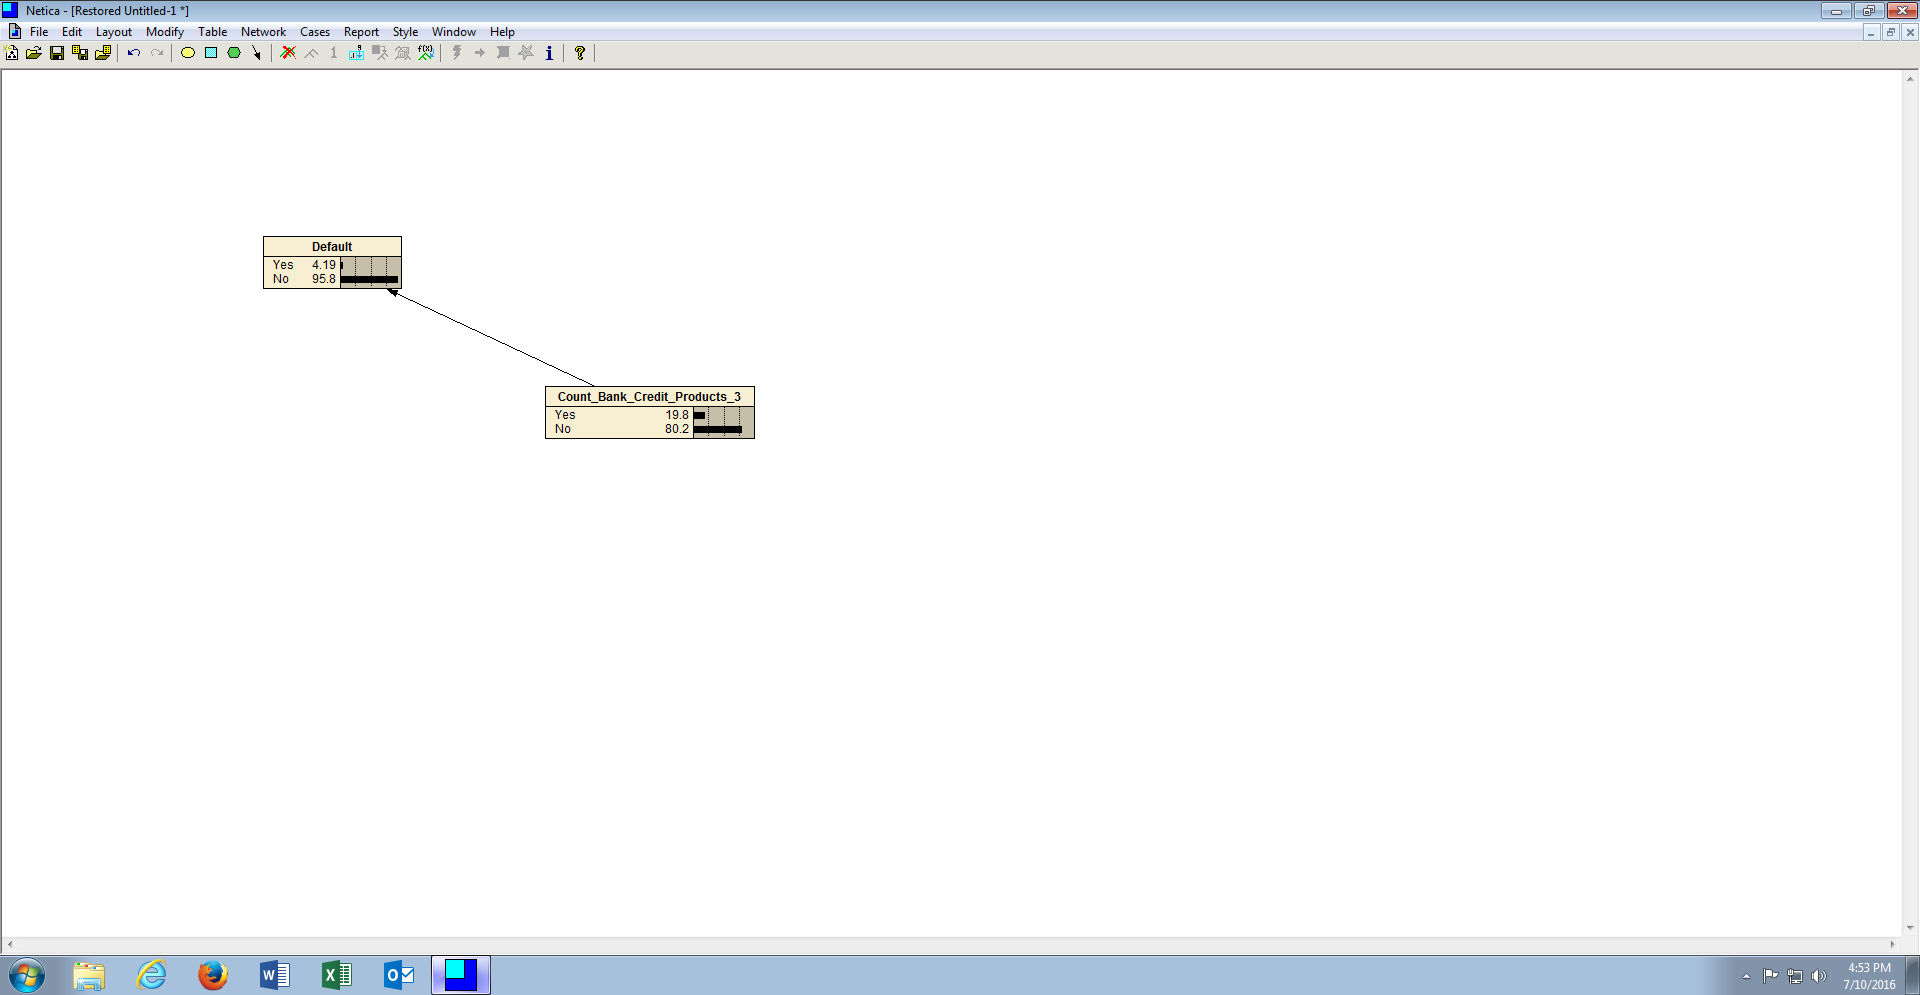 Netica - [Restored Untitled-1 *]
File Edit Layout Modify Table Network Cases Report Style Window Help
Default
Yes 4.19
No 95.8
Count_Bank_Credit_Products_3
Yes 19.8
No 80.2
4:53 PM
7/10/2016